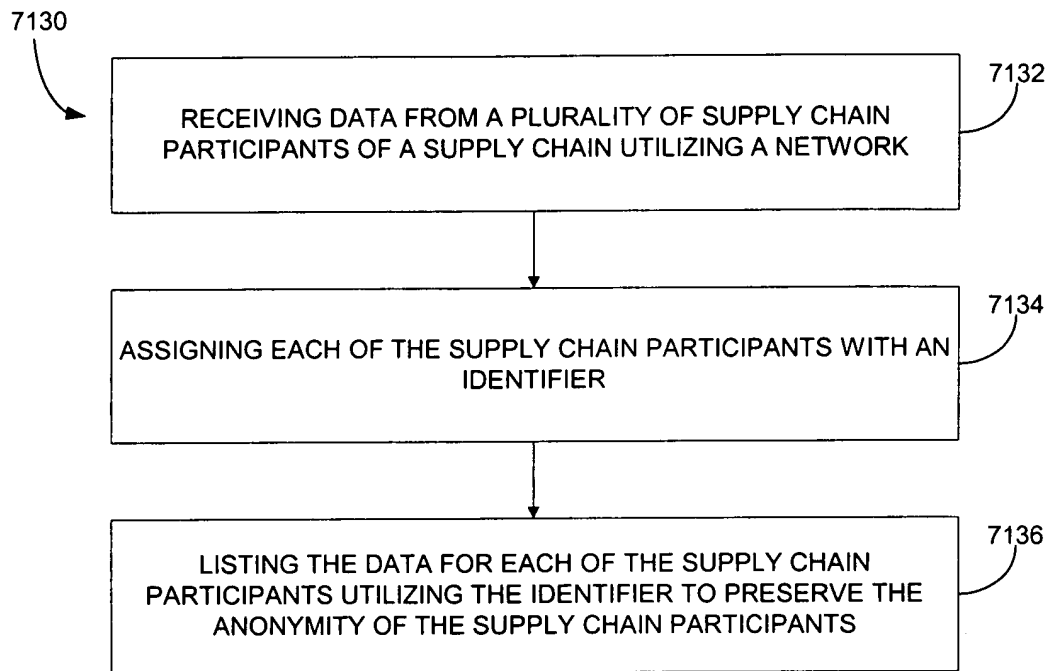 7130
7132
RECEIVING DATA FROM A PLURALITY OF SUPPLY CHAIN
PARTICIPANTS OF A SUPPLY CHAIN UTILIZING A NETWORK
7134
ASSIGNING EACH OF THE SUPPLY CHAIN PARTICIPANTS WITH AN
IDENTIFIER
7136
LISTING THE DATA FOR EACH OF THE SUPPLY CHAIN
PARTICIPANTS UTILIZING THE IDENTIFIER TO PRESERVE THE
ANONYMITY OF THE SUPPLY CHAIN PARTICIPANTS